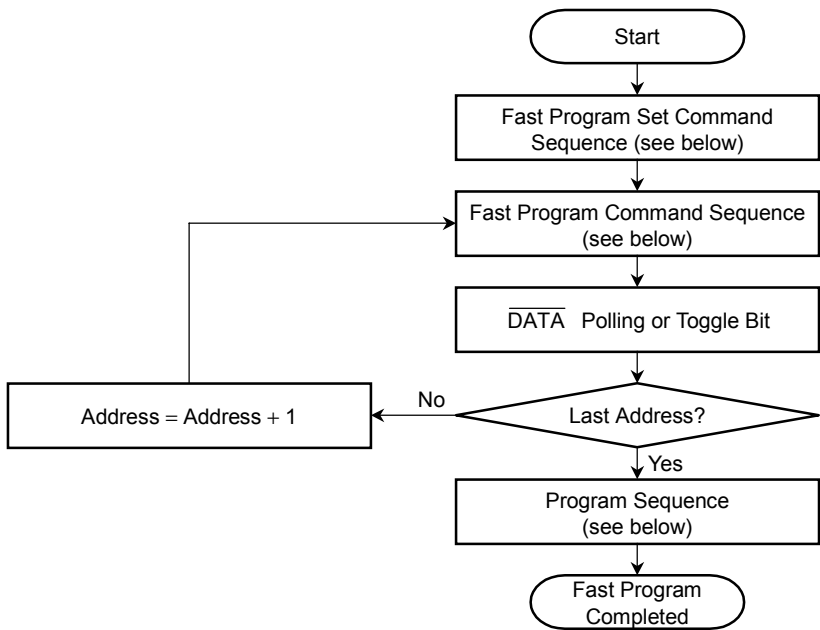 Start
Fast Program Set Command
Sequence (see below)
Fast Program Command Sequence
(see below)
D̅A̅T̅A̅ Polling or Toggle Bit
Last Address?
No
Address = Address + 1
Yes
Program Sequence
(see below)
Fast Program
Completed